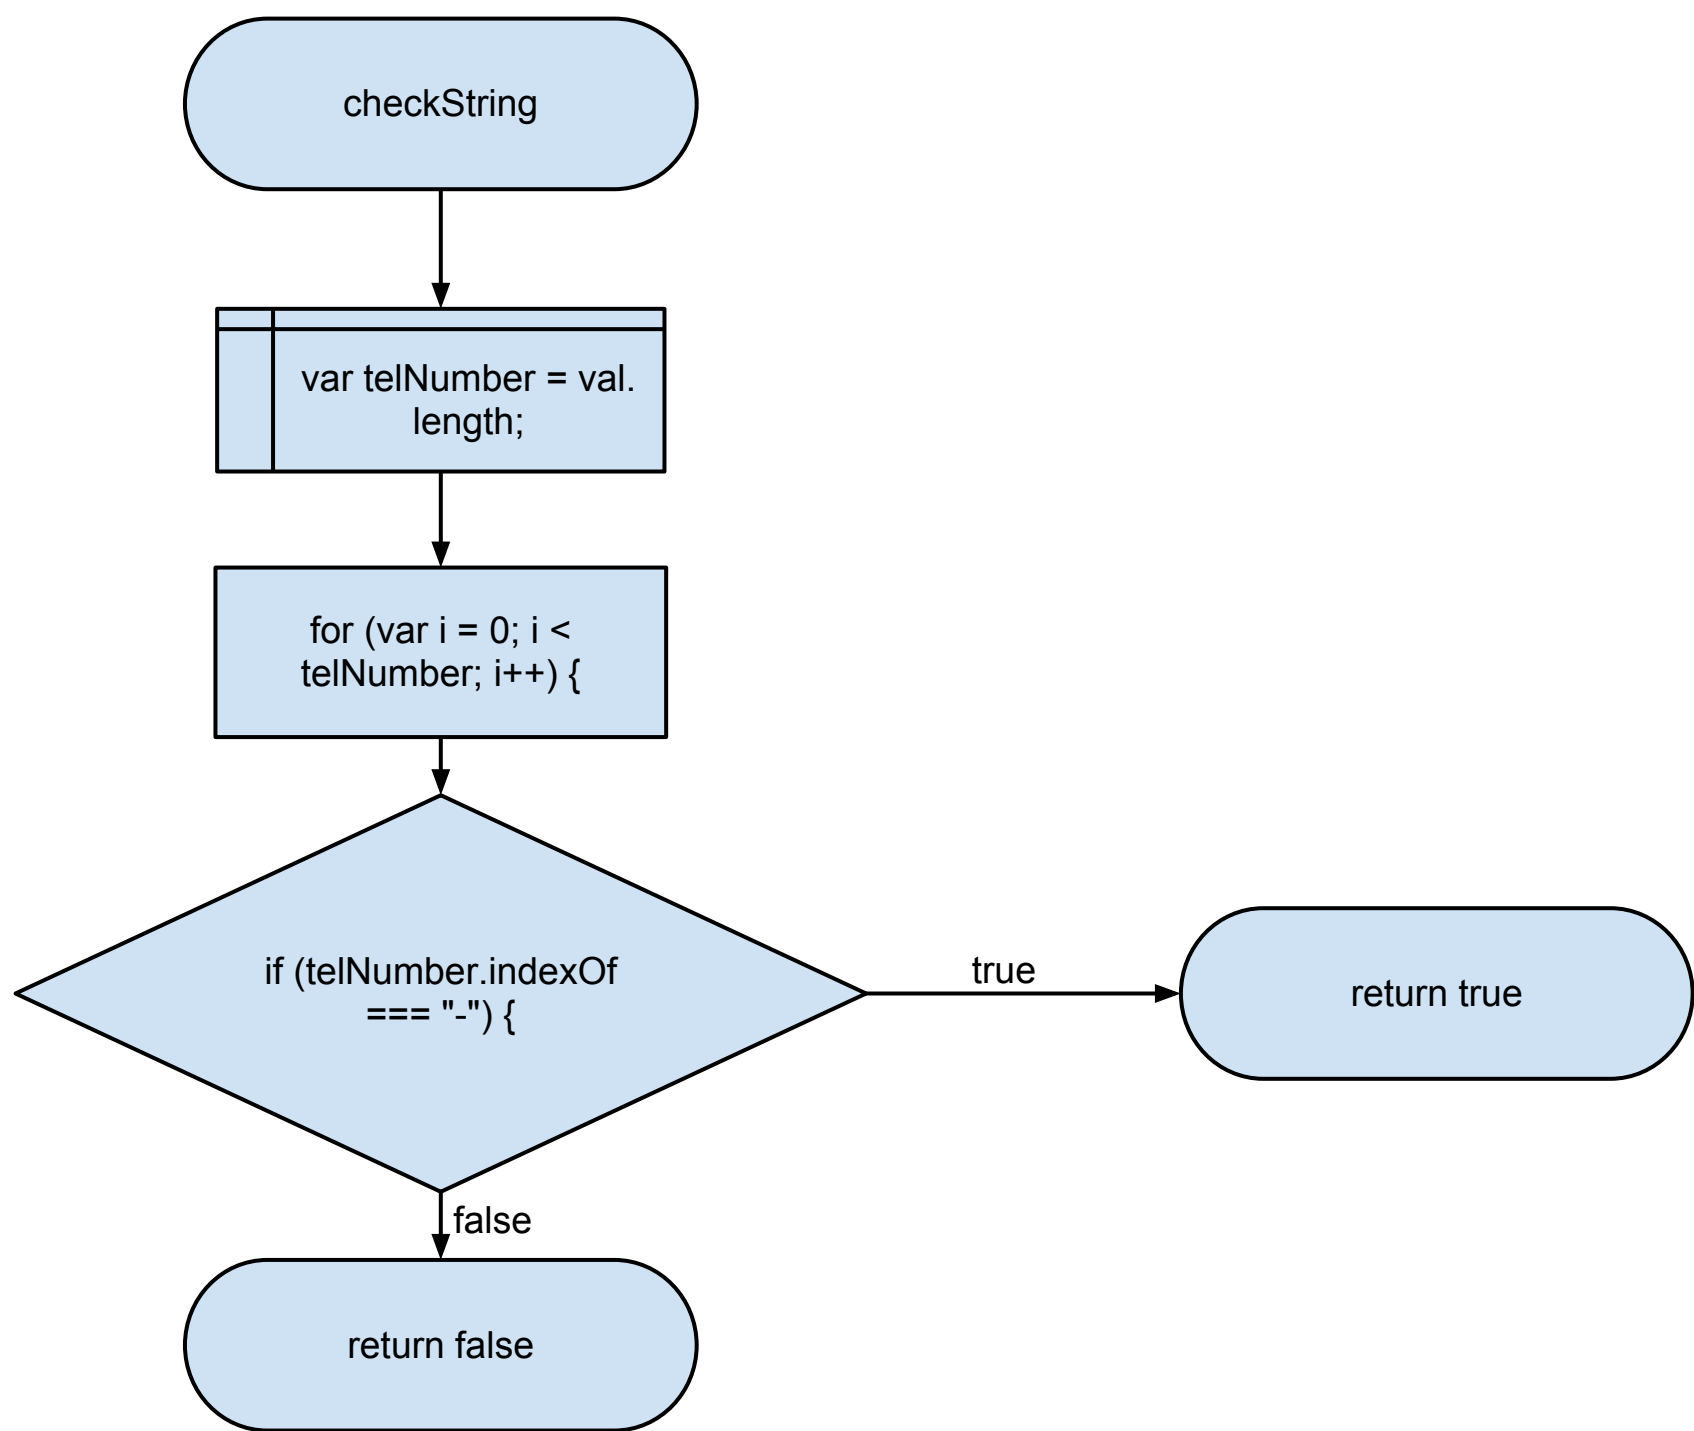 checkString
var telNumber = val.
length;
for (var i = 0; i <
telNumber; i++) {
if (telNumber.indexOf
=== "-") {
true
return true
false
return false